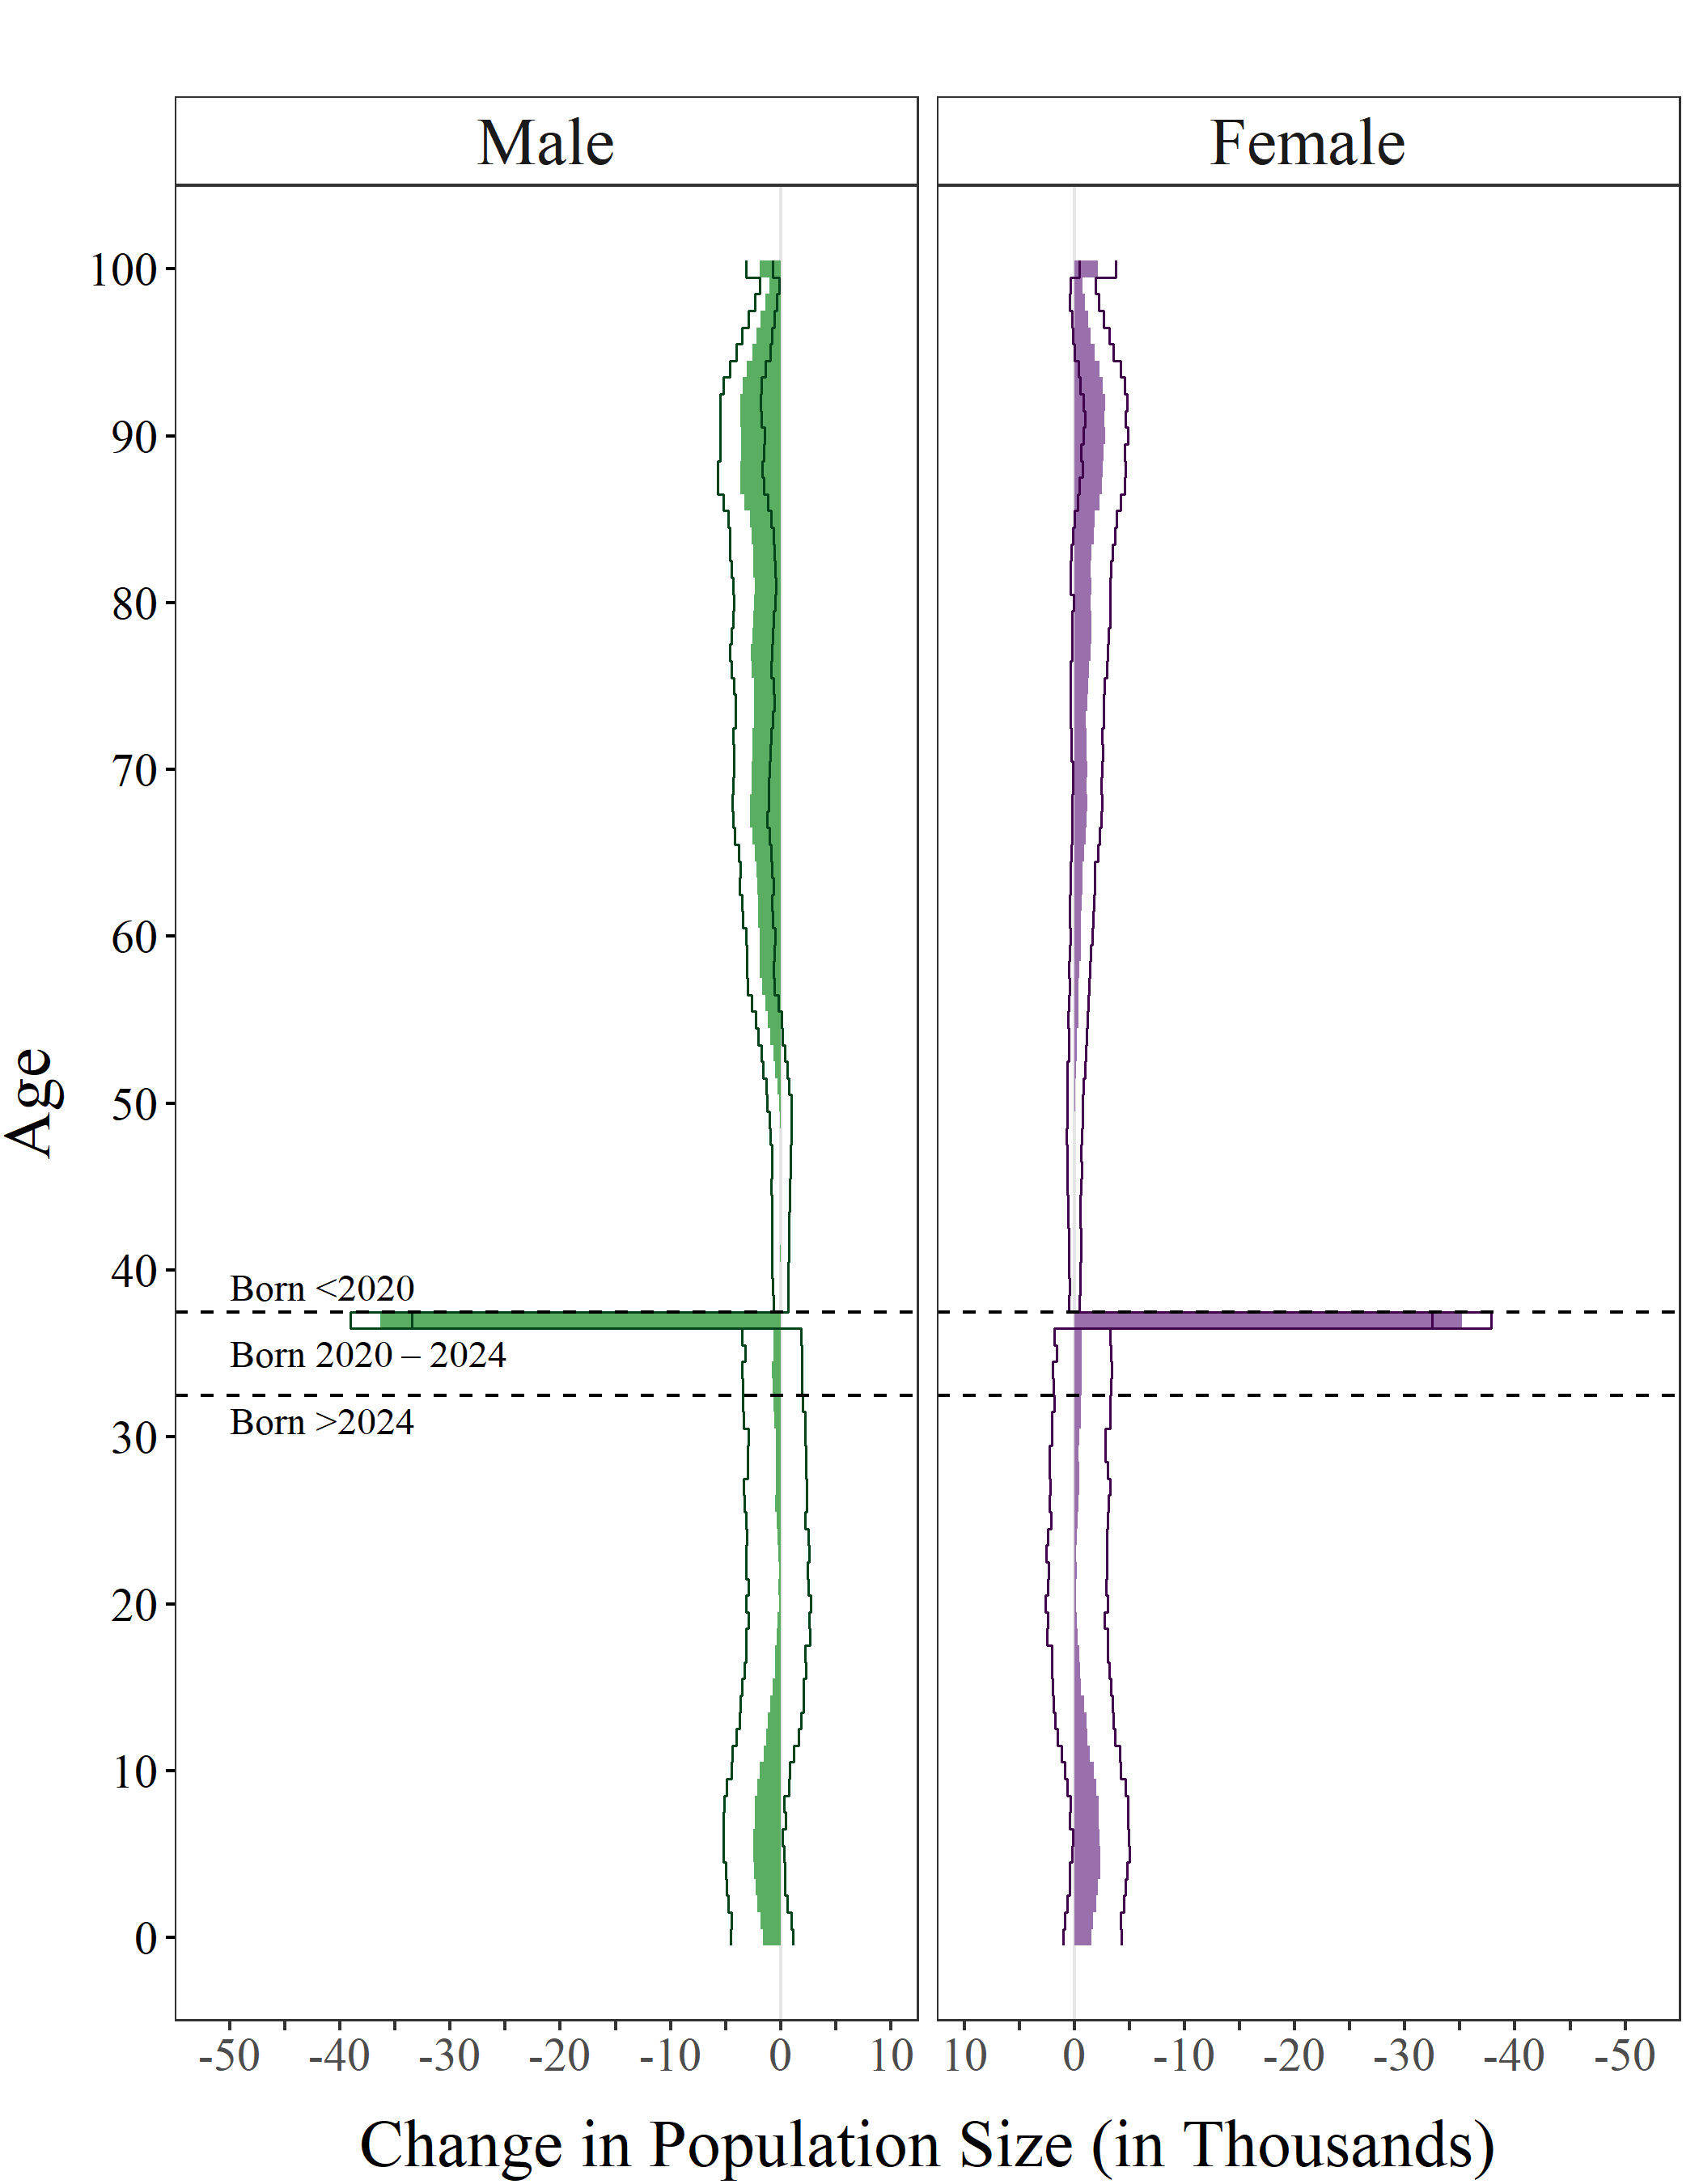 Male
Female
Age
100
90
80
70
60
50
40
30
20
10
0
Born <2020
Born 2020 – 2024
Born >2024
-50 -40 -30 -20 -10 0 10
10 0 -10 -20 -30 -40 -50
Change in Population Size (in Thousands)